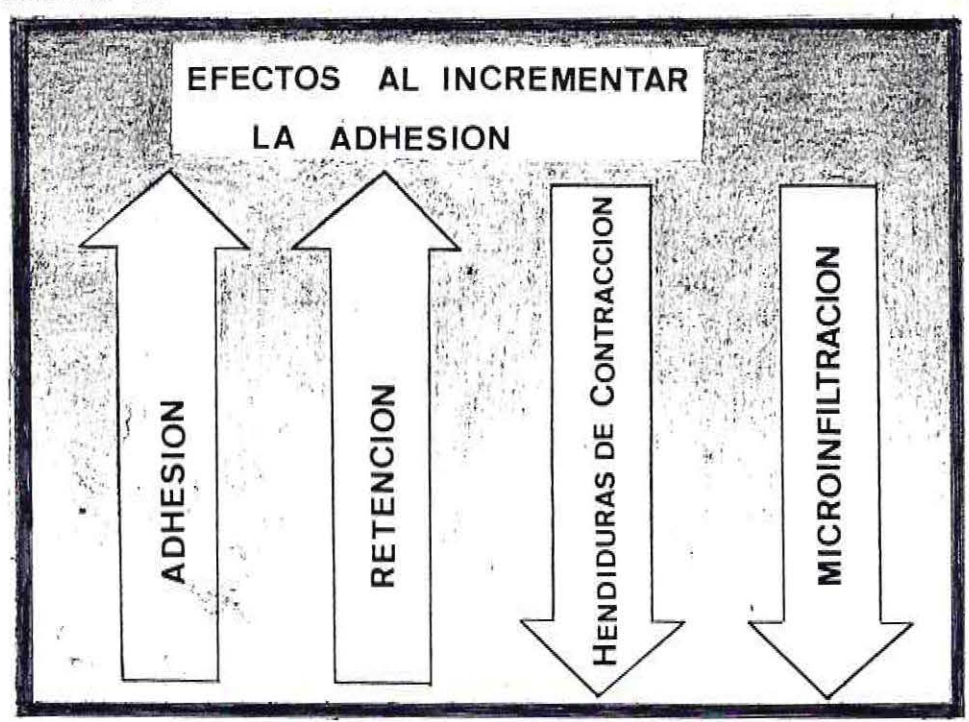 EFECTOS AL INCREMENTAR
LA ADHESION
ADHESION
RETENCION
HENDIDURAS DE CONTRACCION
MICROINFILTRACION